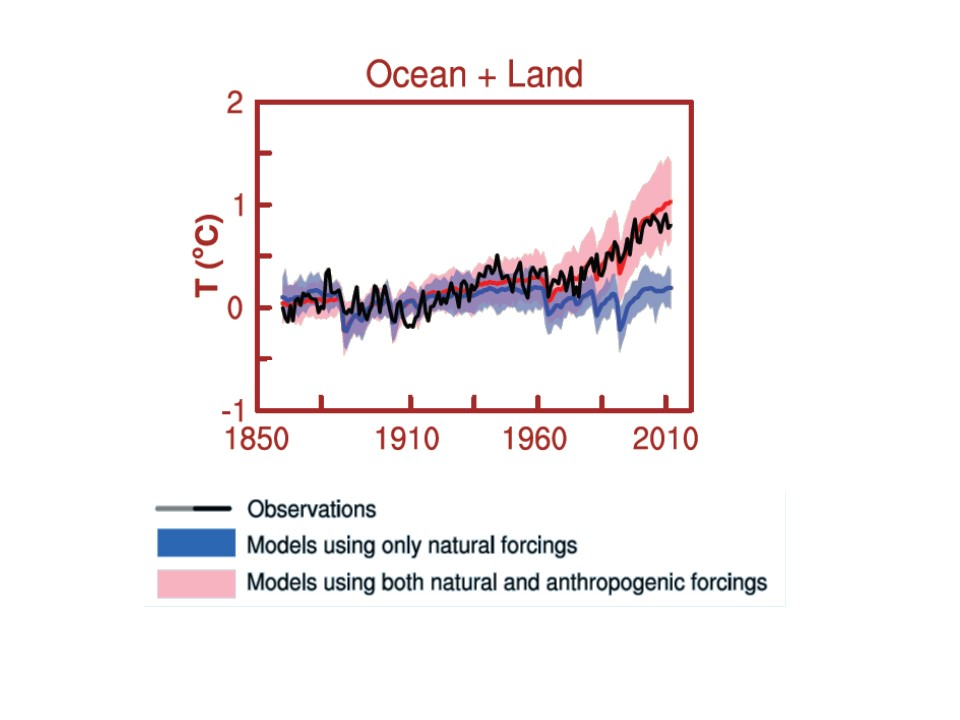 Ocean + Land
2
1
0
-1
T (°C)
1850 1910 1960 2010
Observations
Models using only natural forcings
Models using both natural and anthropogenic forcings